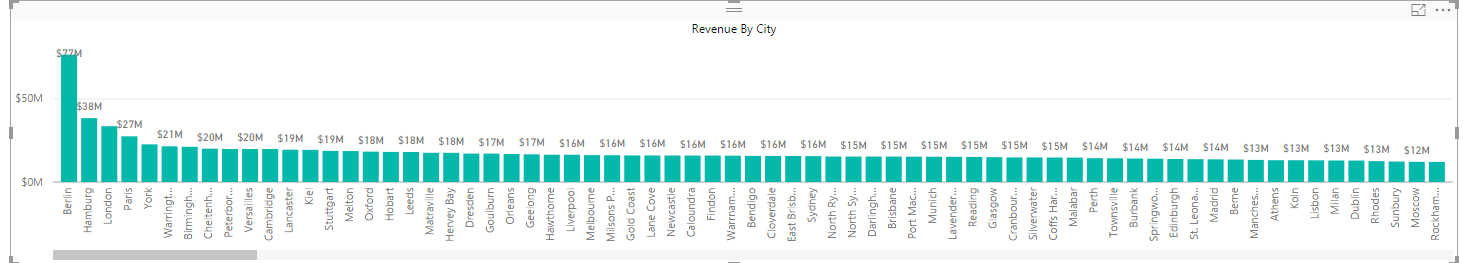 Revenue By City
$50M
$0M
$77M
$38M
$27M
$21M
$20M
$20M
$19M
$19M
$18M
$18M
$18M
$17M
$17M
$16M
$16M
$16M
$16M
$16M
$16M
$16M
$15M
$15M
$15M
$15M
$15M
$15M
$14M
$14M
$14M
$14M
$13M
$13M
$13M
$13M
$12M
Berlin
Hamburg
London
Paris
York
Warringt...
Birmingh...
Cheltenh...
Peterbor...
Versailles
Cambridge
Lancaster
Kiel
Stuttgart
Melton
Oxford
Hobart
Leeds
Matraville
Hervey Bay
Dresden
Goulburn
Orleans
Geelong
Hawthorne
Liverpool
Melbourne
Milsons P...
Gold Coast
Lane Cove
Newcastle
Caloundra
Findon
Warrnam...
Bendigo
Cloverdale
East Brisb...
Sydney
North Ry...
North Sy...
Darlingh...
Brisbane
Port Mac...
Munich
Lavender...
Reading
Glasgow
Cranbour...
Silverwater
Coffs Har...
Malabar
Perth
Townsville
Burbank
Springwo...
Edinburgh
St. Leona...
Madrid
Berne
Manches...
Athens
Koln
Lisbon
Milan
Dublin
Rhodes
Sunbury
Moscow
Rockham...